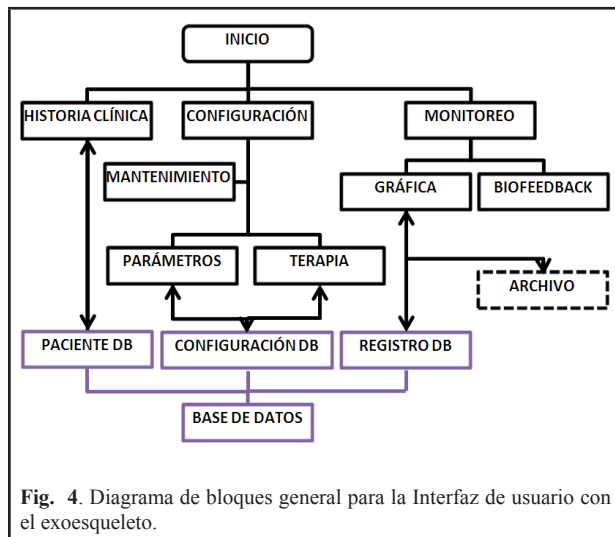 INICIO
HISTORIA CLÍNICA
CONFIGURACIÓN
MONITOREO
MANTENIMIENTO
GRÁFICA
BIOFEEDBACK
PARÁMETROS
TERAPIA
ARCHIVO
PACIENTE DB
CONFIGURACIÓN DB
REGISTRO DB
BASE DE DATOS
Fig. 4. Diagrama de bloques general para la Interfaz de usuario con
el exoesqueleto.